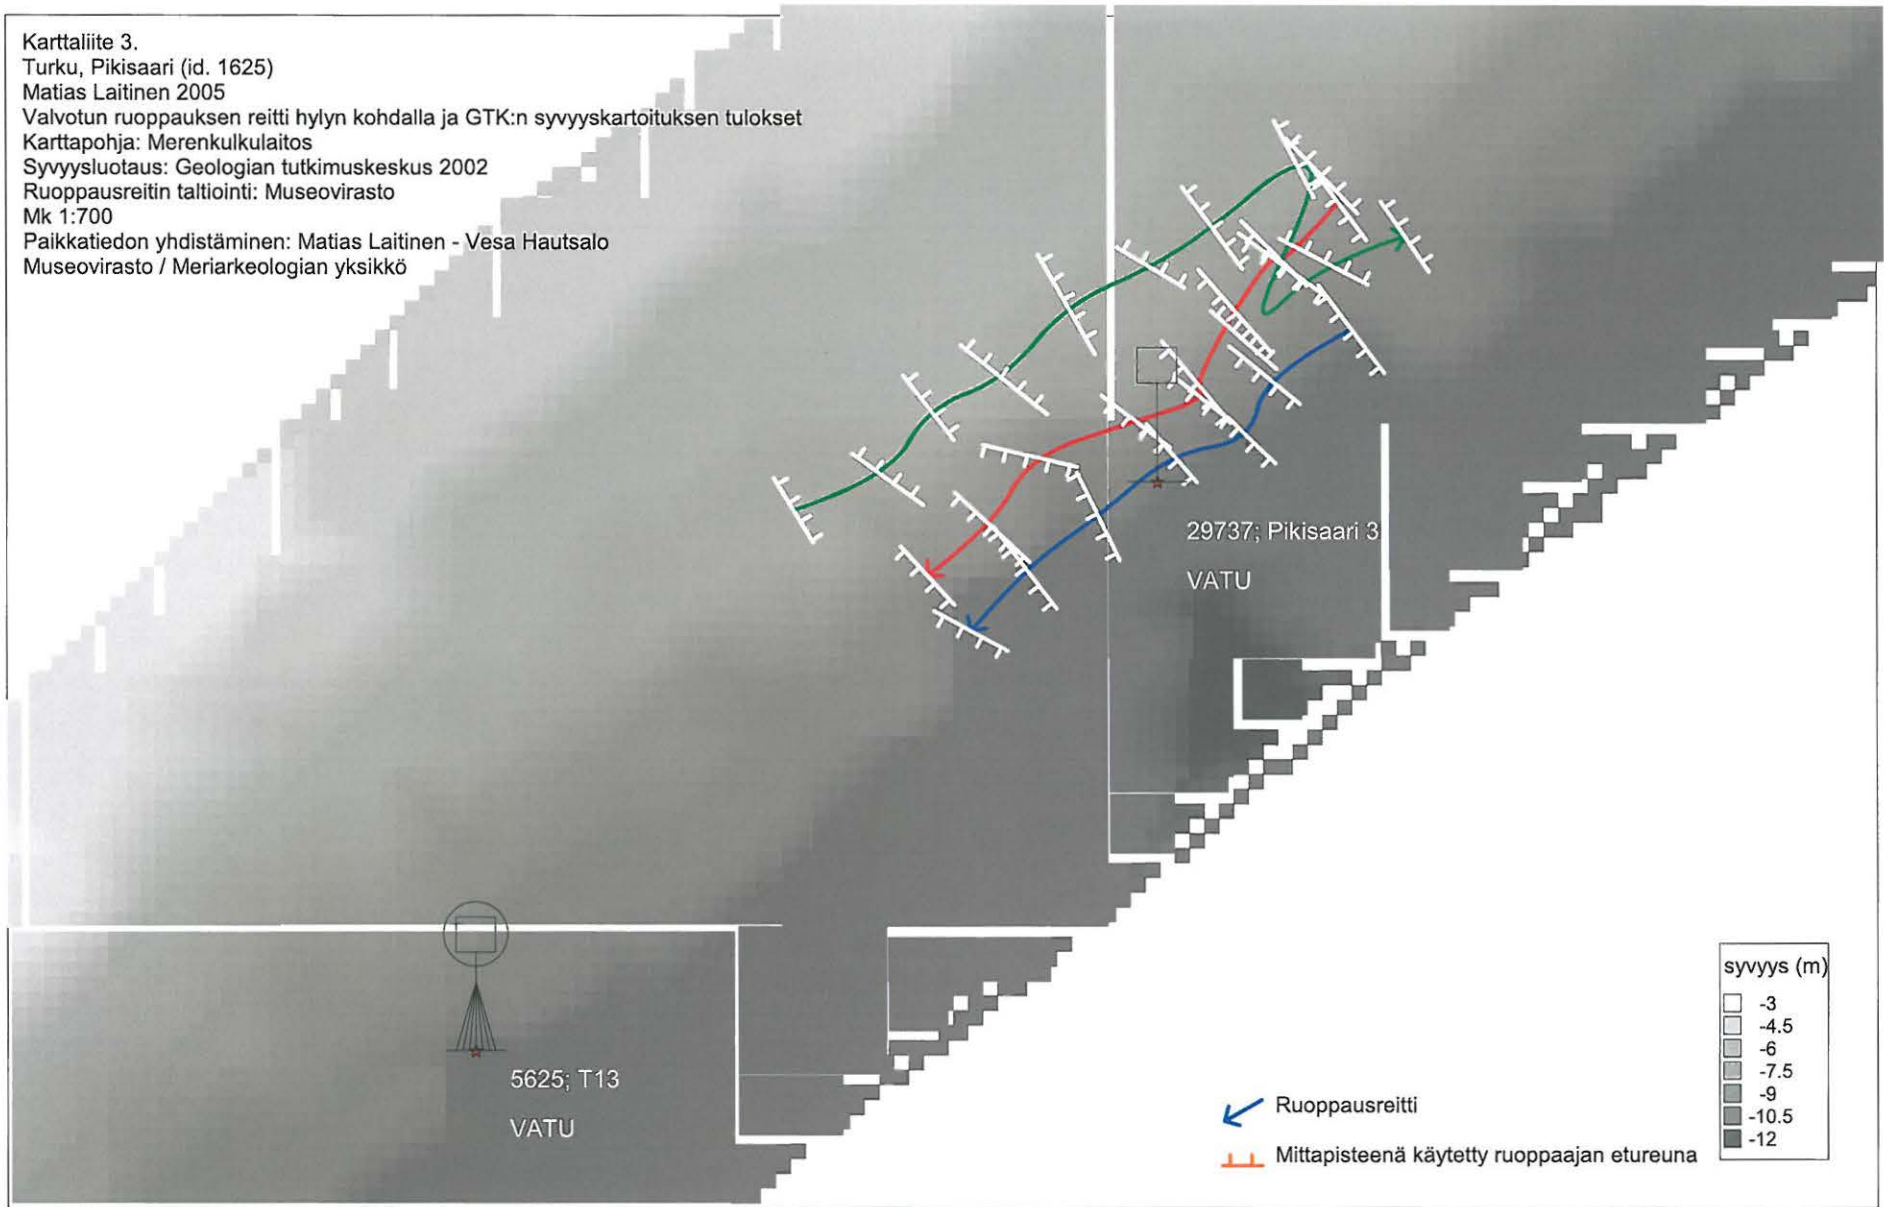 Karttaliite 3.
Turku, Pikisaari (id. 1625)
Matias Laitinen 2005
Valvotun ruoppauksen reitti hylyn kohdalla ja GTK:n syvyyskartoituksen tulokset
Karttapohja: Merenkulkulaitos
Syvyysluotaus: Geologian tutkimuskeskus 2002
Ruoppausreitin taltiointi: Museovirasto
Mk 1:700
Paikkatiedon yhdistäminen: Matias Laitinen - Vesa Hautsalo
Museovirasto / Meriarkeologian yksikkö
29737; Pikisaari 3
VATU
5625; T13
VATU
Ruoppausreitti
Mittapisteenä käytetty ruoppaajan etureuna
syvyys (m)
-3
-4.5
-6
-7.5
-9
-10.5
-12